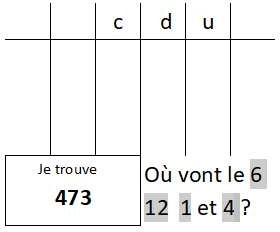 c d u
Je trouve
473
Où vont le 6
12 1 et 4 ?